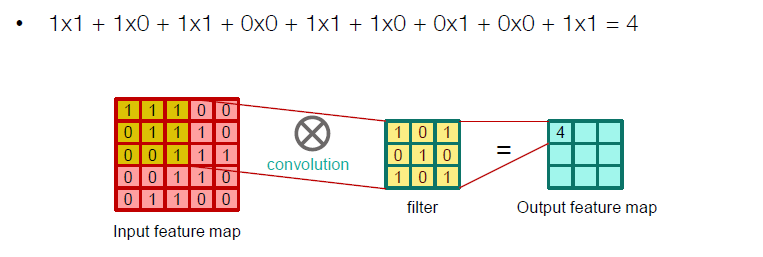 • 1x1 + 1x0 + 1x1 + 0x0 + 1x1 + 1x0 + 0x1 + 0x0 + 1x1 = 4
1 1 1 0 0
0 1 1 1 0
0 0 1 1 1
0 0 1 1 0
0 1 1 0 0
Input feature map
convolution
1 0 1
0 1 0
1 0 1
filter
=
4
Output feature map